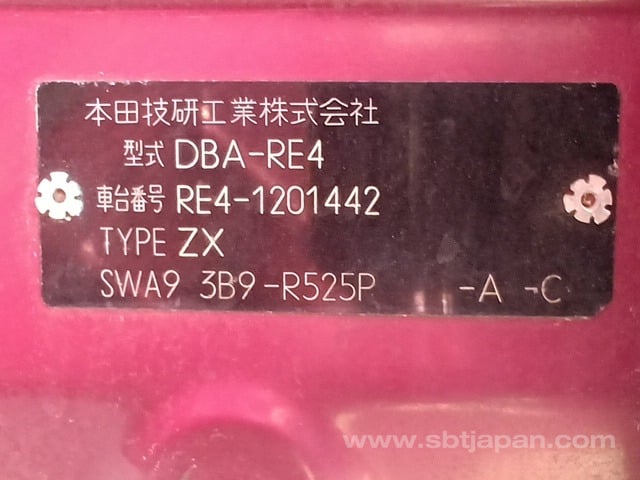 本田技研工業株式会社
型式 DBA-RE4
車台番号 RE4-1201442
TYPE ZX
SWA9 3B9-R525P -A -C
www.sbtjapan.com